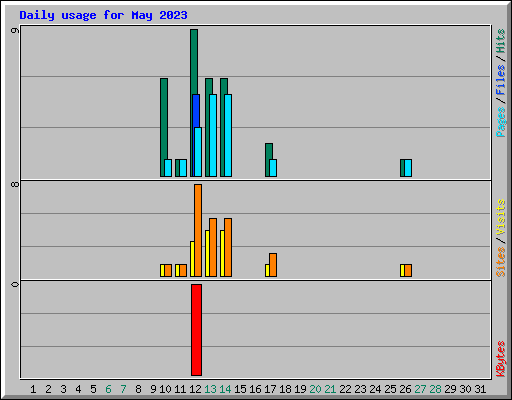 Daily usage for May 2023
9
8
0
Pages / Files / Hits
Sites / Visits
KBytes
1 2 3 4 5 6 7 8 9 10 11 12 13 14 15 16 17 18 19 20 21 22 23 24 25 26 27 28 29 30 31